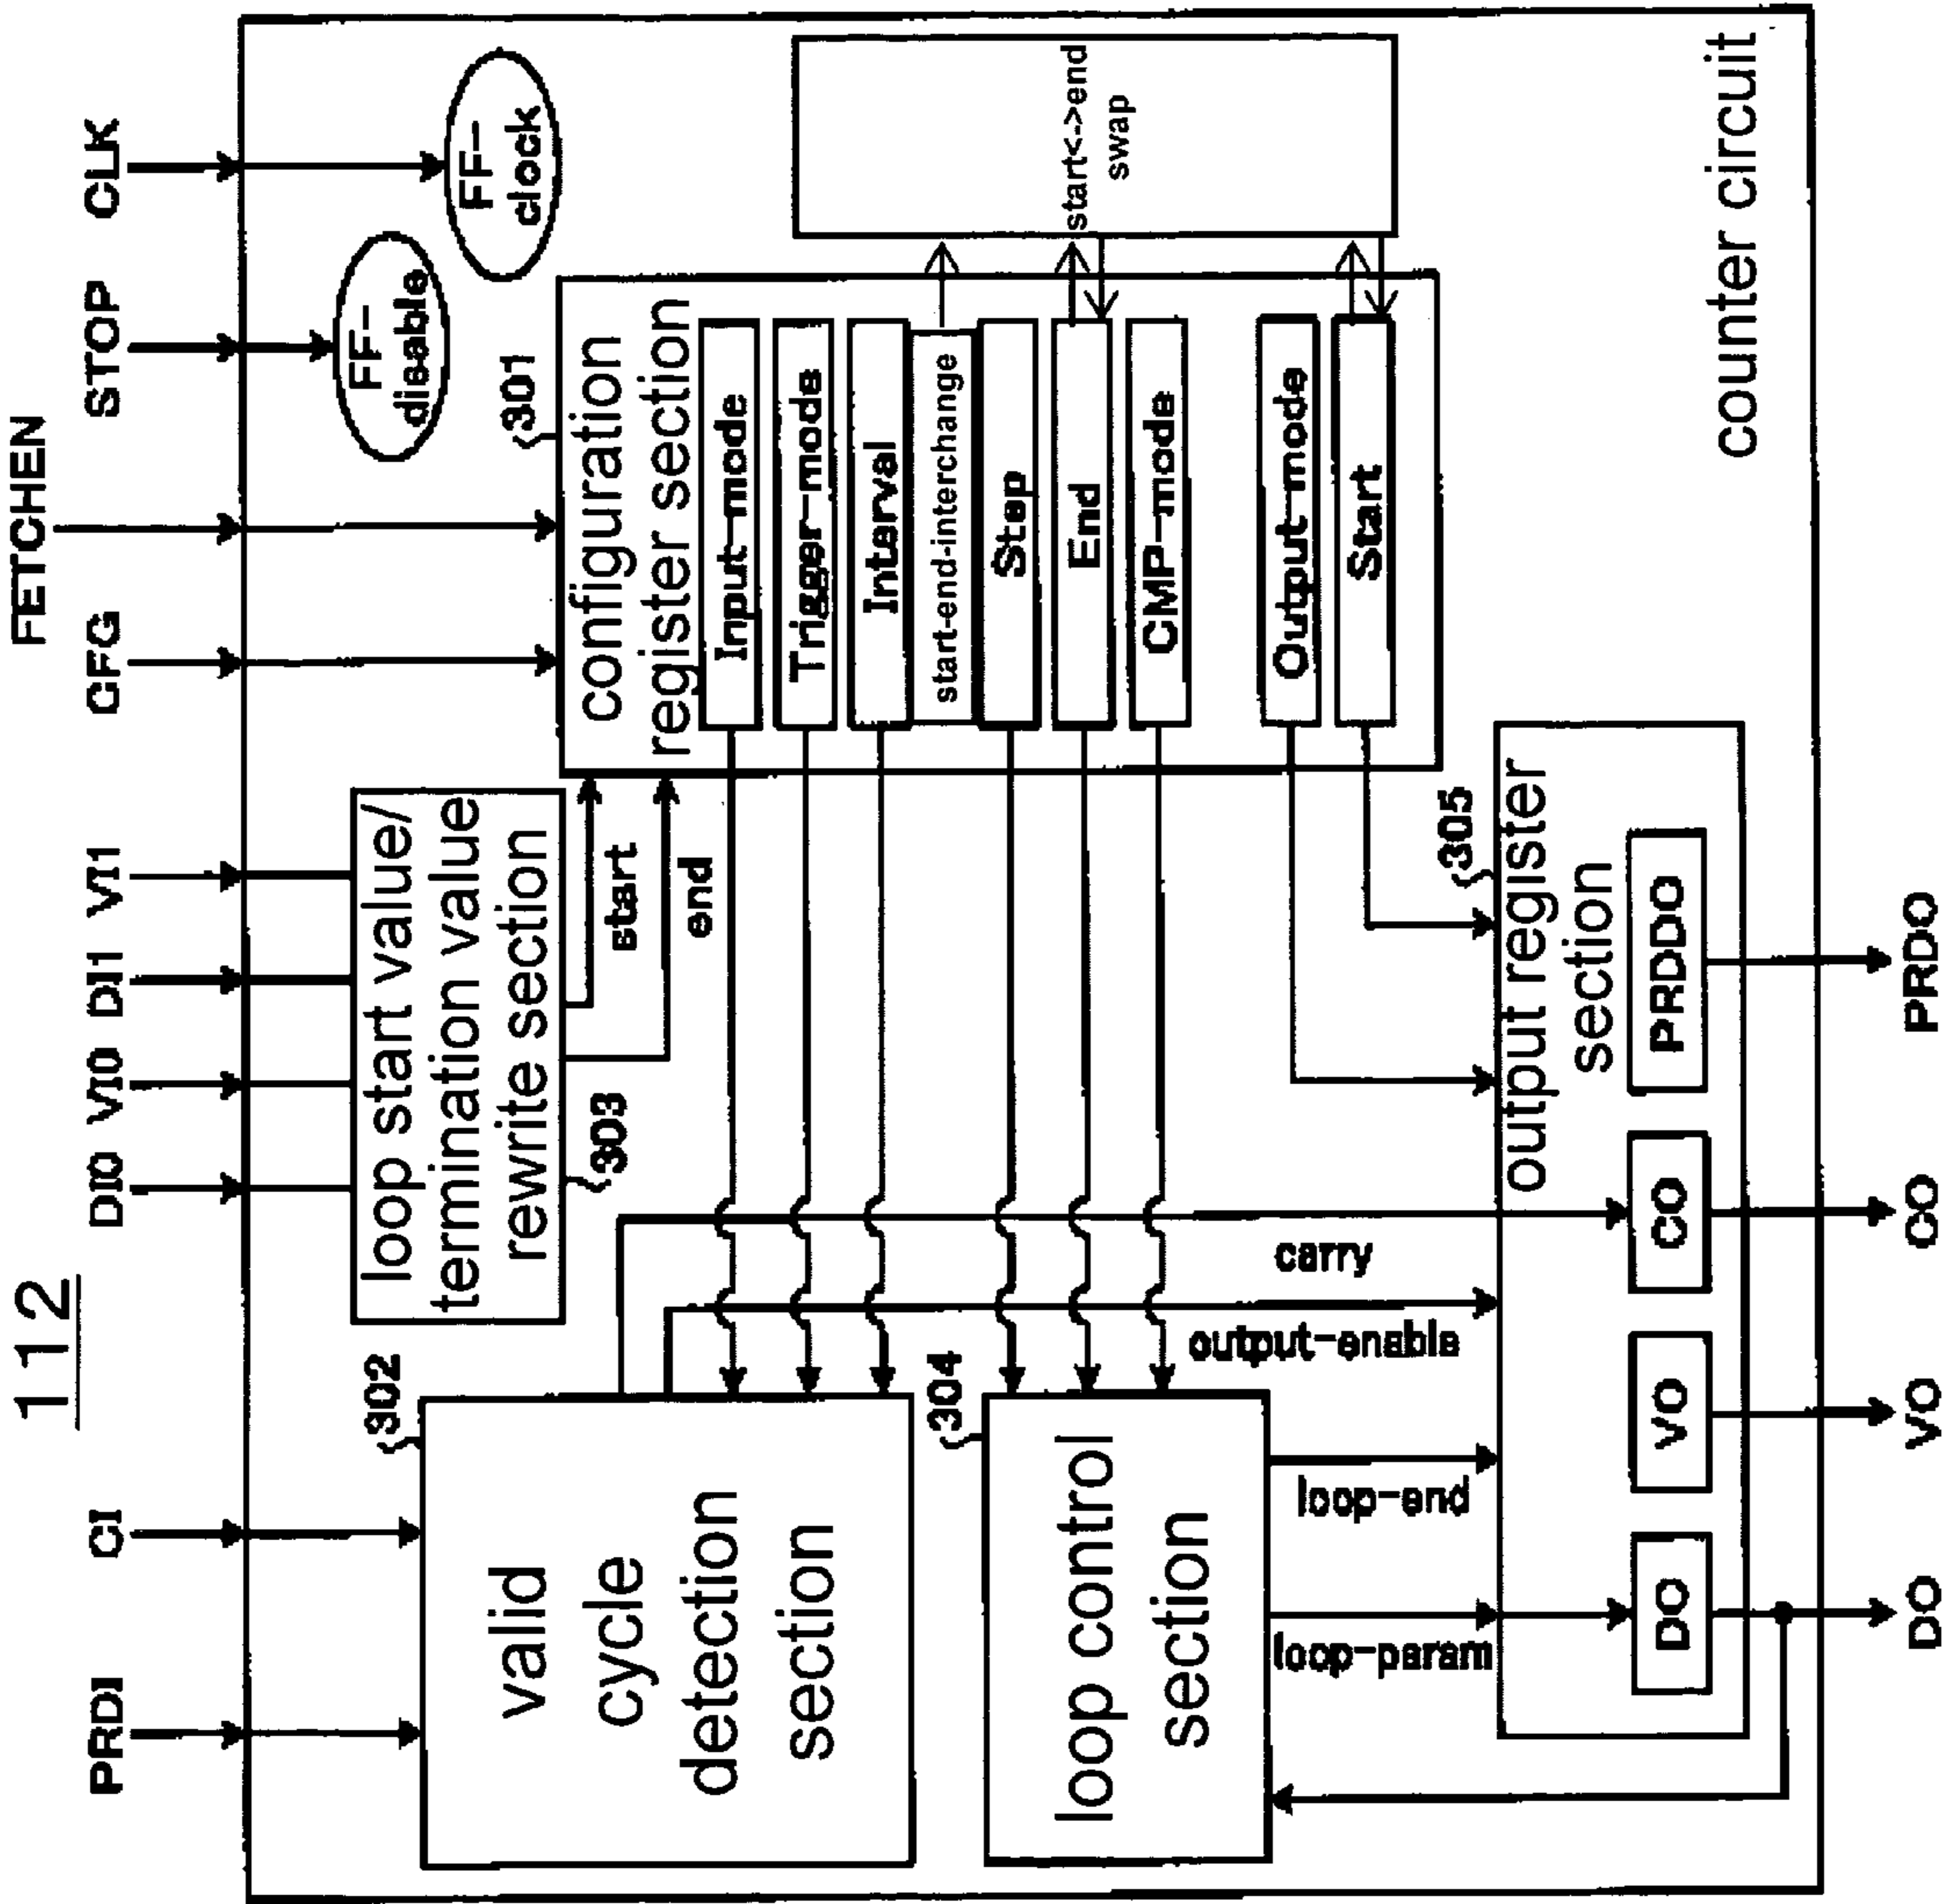 112
FETCHEN
PRDI
CI
DI0
VI0
DI1
VI1
CFG
STOP
CLK
FF-
disable
FF-
clock
loop start value/
termination value
rewrite section
303
start
end
302
valid
cycle
detection
section
301
configuration
register section
Input-mode
Trigger-mode
Interval
start-end-interchange
Step
End
CMP-mode
Output-mode
Start
start<->end
swap
304
loop control
section
carry
output-enable
loop-end
loop-param
305
output register
section
DO
VO
CO
PRDDO
counter circuit
DO
VO
CO
PRDO